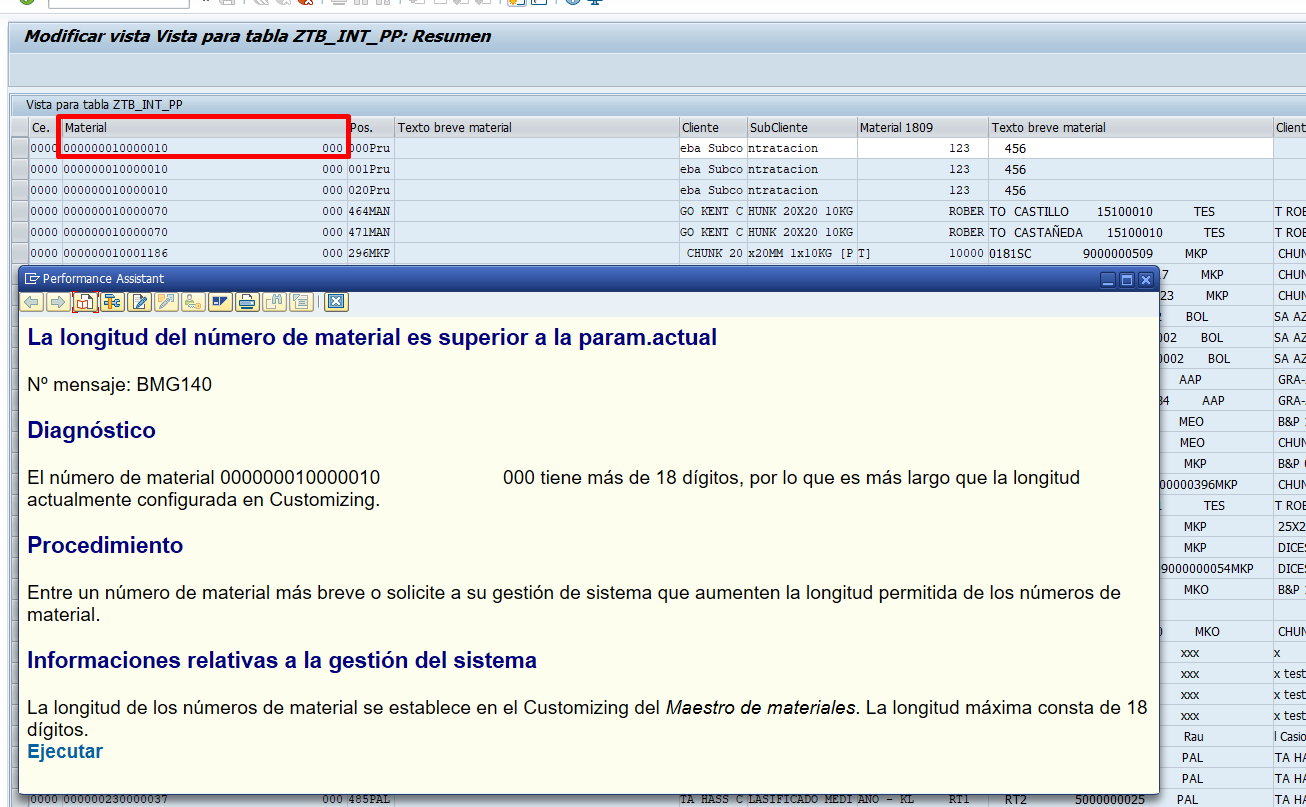 Modificar vista Vista para tabla ZTB_INT_PP: Resumen
Vista para tabla ZTB_INT_PP
Ce. Material Pos. Texto breve material Cliente SubCliente Material 1809 Texto breve material Client
0000 000000010000010 000 000Pru eba Subco ntratacion 123 456
0000 000000010000010 000 001Pru eba Subco ntratacion 123 456
0000 000000010000010 000 020Pru eba Subco ntratacion 123 456
0000 000000010000070 000 464MAN GO KENT C HUNK 20X20 10KG ROBER TO CASTILLO 15100010 TES T ROE
0000 000000010000070 000 471MAN GO KENT C HUNK 20X20 10KG ROBER TO CASTAÑEDA 15100010 TES T ROE
0000 000000010001186 000 296MKP CHUNK 20 x20MM 1x10KG [P T] 10000 0181SC 9000000509 MKP CHUN
Performance Assistant
MKP CHUN
23 MKP CHUN
BOL SA AZ
002 BOL SA AZ
0002 BOL SA AZ
AAP GRA-
84 AAP GRA-
MEO B&P
MEO CHUN
MKP B&P
00000396MKP CHUN
TES T ROE
MKP 25X2
MKP DICES
9000000054MKP DICES
MKO B&P
MKO CHUN
xxx x
xxx x test
xxx x test
xxx x test
Rau l Casio
PAL TA HA
PAL TA HA
La longitud del número de material es superior a la param.actual
Nº mensaje: BMG140
Diagnóstico
El número de material 000000010000010 000 tiene más de 18 dígitos, por lo que es más largo que la longitud
actualmente configurada en Customizing.
Procedimiento
Entre un número de material más breve o solicite a su gestión de sistema que aumenten la longitud permitida de los números de
material.
Informaciones relativas a la gestión del sistema
La longitud de los números de material se establece en el Customizing del Maestro de materiales. La longitud máxima consta de 18
dígitos.
Ejecutar
0000 000000230000037 000 485PAL TA HASS C LASIFICADO MEDI ANO - KL RT1 RT2 5000000025 PAL TA HA